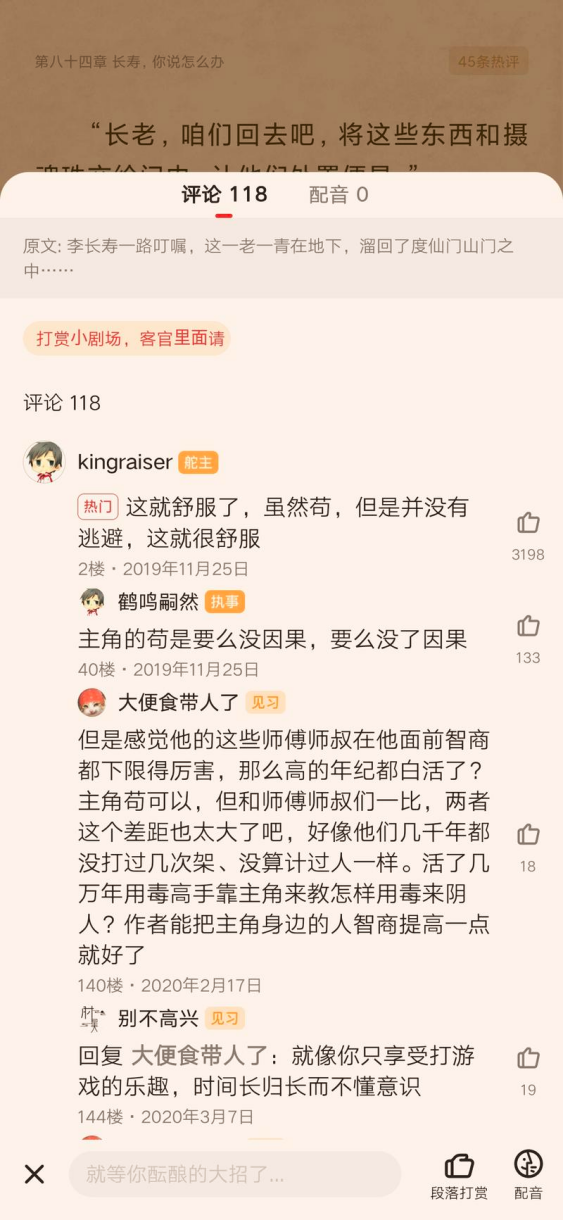 第八十四章 长寿，你说怎么办
45条热评
“长老，咱们回去吧，将这些东西和摄
评论 118
配音 0
原文: 李长寿一路叮嘱，这一老一青在地下，溜回了度仙门山门之
中……
打赏小剧场，客官里面请
评论 118
kingraiser 舵主
热门 这就舒服了，虽然苟，但是并没有
逃避，这就很舒服
3198
2楼・2019年11月25日
鹤鸣嗣然 执事
主角的苟是要么没因果，要么没了因果
133
40楼・2019年11月25日
大便食带人了 见习
但是感觉他的这些师傅师叔在他面前智商
都下限得厉害，那么高的年纪都白活了？
主角苟可以，但和师傅师叔们一比，两者
这个差距也太大了吧，好像他们几千年都
没打过几次架、没算计过人一样。活了几
18
万年用毒高手靠主角来教怎样用毒来阴
人？作者能把主角身边的人智商提高一点
就好了
140楼・2020年2月17日
别不高兴 见习
回复 大便食带人了：就像你只享受打游
戏的乐趣，时间长归长而不懂意识
19
144楼・2020年3月7日
就等你酝酿的大招了...
段落打赏
配音